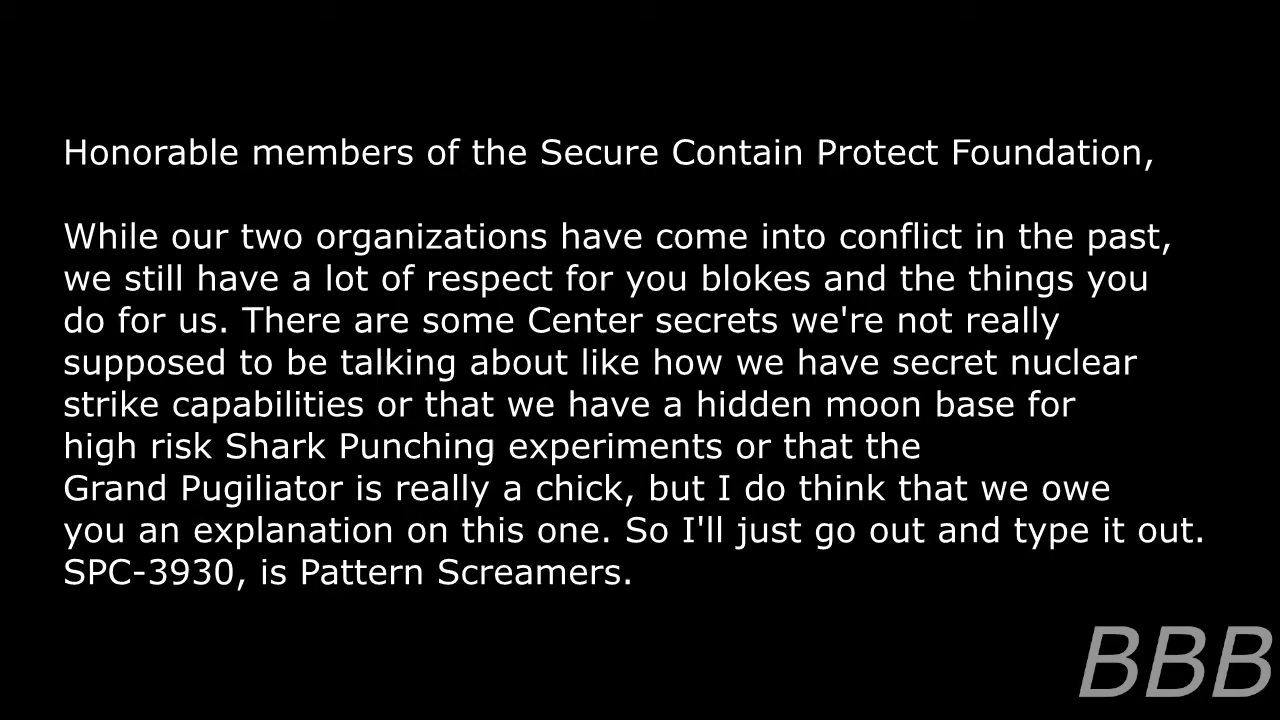 Honorable members of the Secure Contain Protect Foundation,
While our two organizations have come into conflict in the past,
we still have a lot of respect for you blokes and the things you
do for us. There are some Center secrets we're not really
supposed to be talking about like how we have secret nuclear
strike capabilities or that we have a hidden moon base for
high risk Shark Punching experiments or that the
Grand Pugiliator is really a chick, but I do think that we owe
you an explanation on this one. So I'll just go out and type it out.
SPC-3930, is Pattern Screamers.
BBB